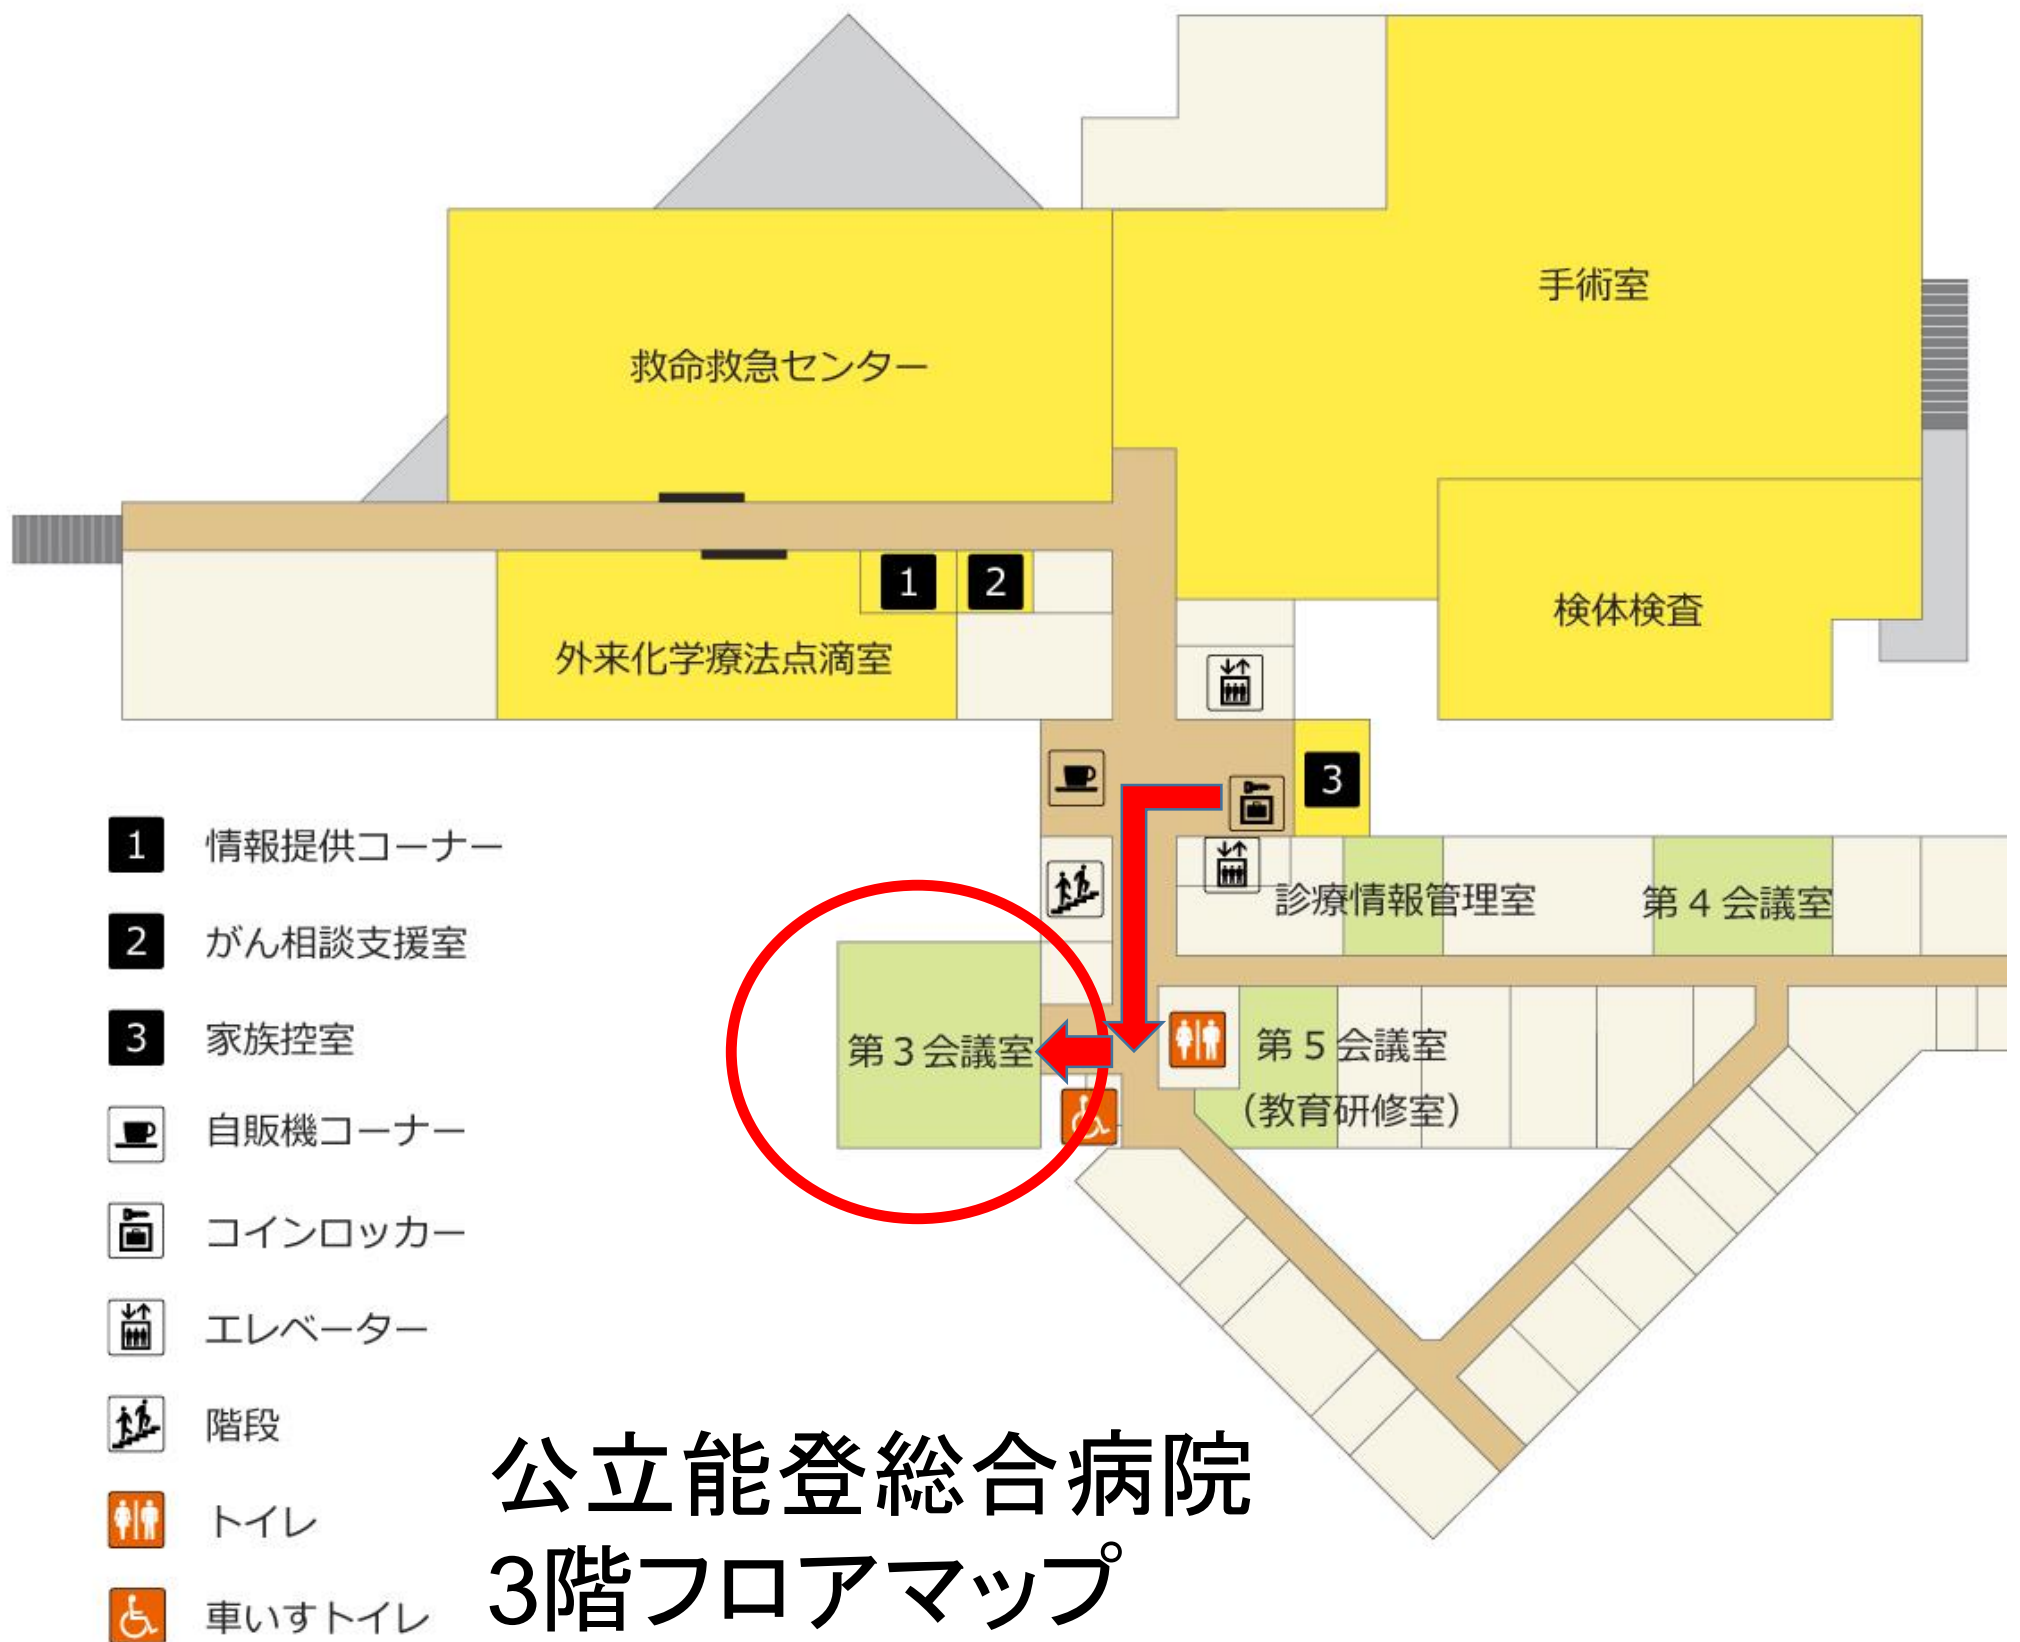 手術室
救命救急センター
1
2
検体検査
外来化学療法点滴室
3
1 情報提供コーナー
診療情報管理室
第4会議室
2 がん相談支援室
3 家族控室
第3会議室
第5会議室
(教育研修室)
自販機コーナー
コインロッカー
エレベーター
階段
トイレ
車いすトイレ
公立能登総合病院
3階フロアマップ